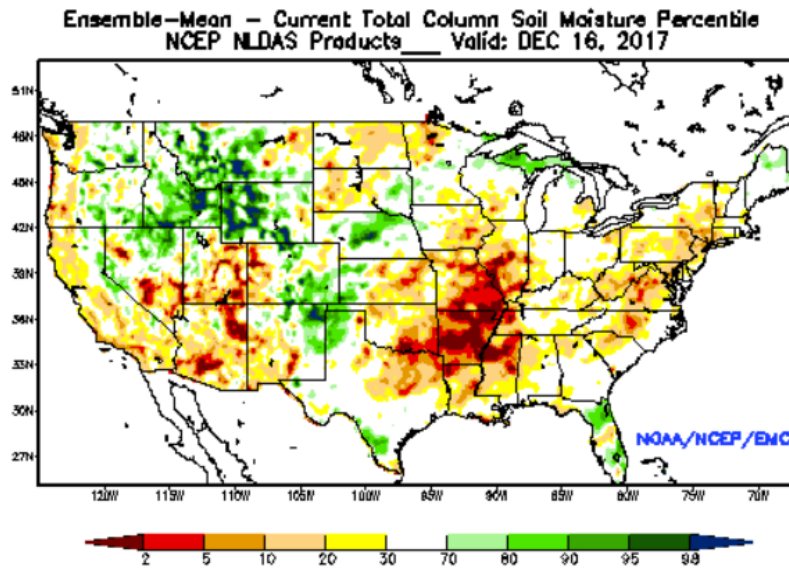 Ensemble-Mean - Current Total Column Soil Moisture Percentile
NCEP NLDAS Products___ Valid: DEC 16, 2017
51N
48N
45N
42N
39N
36N
33N
30N
27N
NOAA/NCEP/EMC
120W 115W 110W 105W 100W 95W 90W 85W 80W 75W 70W
2 5 10 20 30 70 80 90 95 98